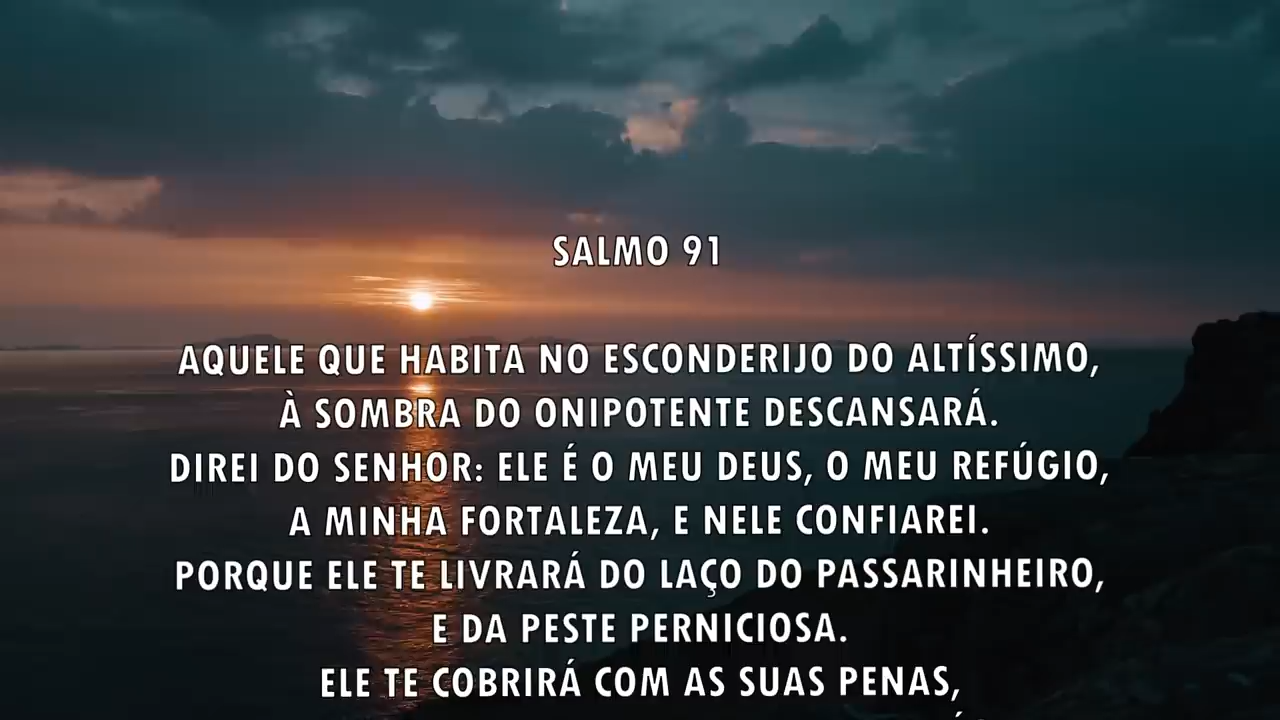 SALMO 91
AQUELE QUE HABITA NO ESCONDERIJO DO ALTÍSSIMO,
À SOMBRA DO ONIPOTENTE DESCANSARÁ.
DIREI DO SENHOR: ELE É O MEU DEUS, O MEU REFÚGIO,
A MINHA FORTALEZA, E NELE CONFIAREI.
PORQUE ELE TE LIVRARÁ DO LAÇO DO PASSARINHEIRO,
E DA PESTE PERNICIOSA.
ELE TE COBRIRÁ COM AS SUAS PENAS,